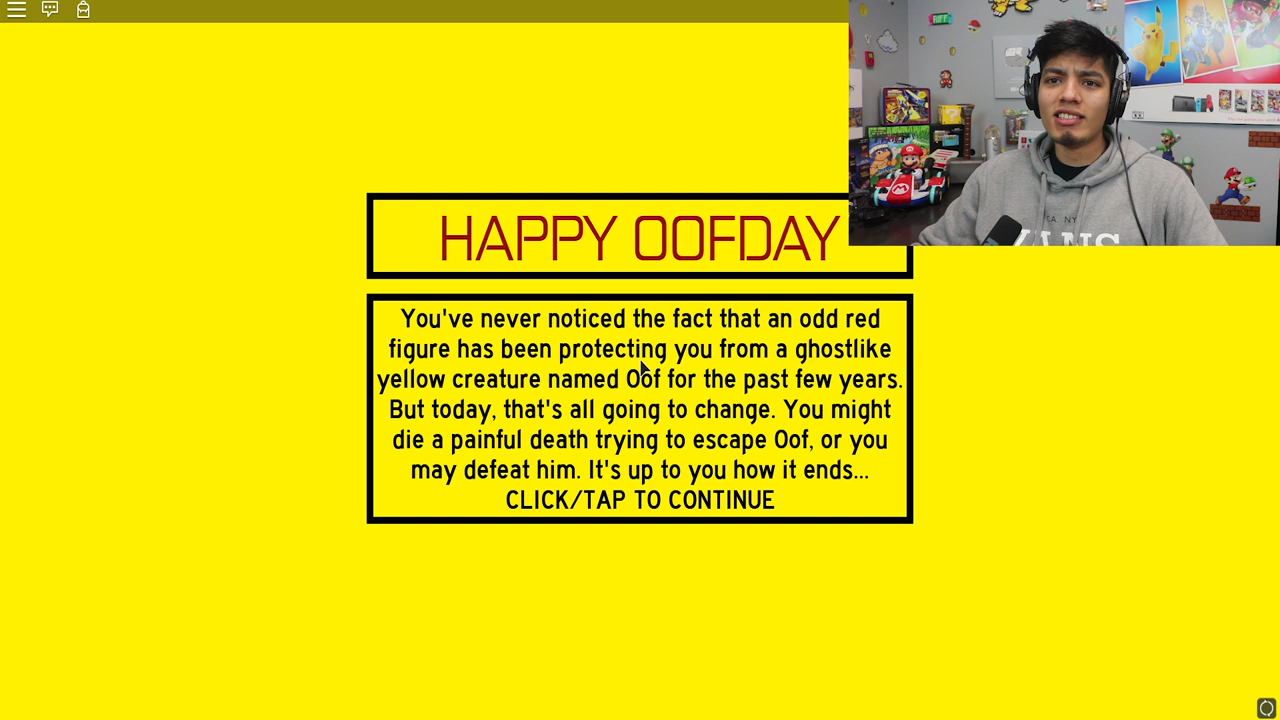 HAPPY OOFDAY
You've never noticed the fact that an odd red
figure has been protecting you from a ghostlike
yellow creature named Oof for the past few years.
But today, that's all going to change. You might
die a painful death trying to escape Oof, or you
may defeat him. It's up to you how it ends...
CLICK/TAP TO CONTINUE